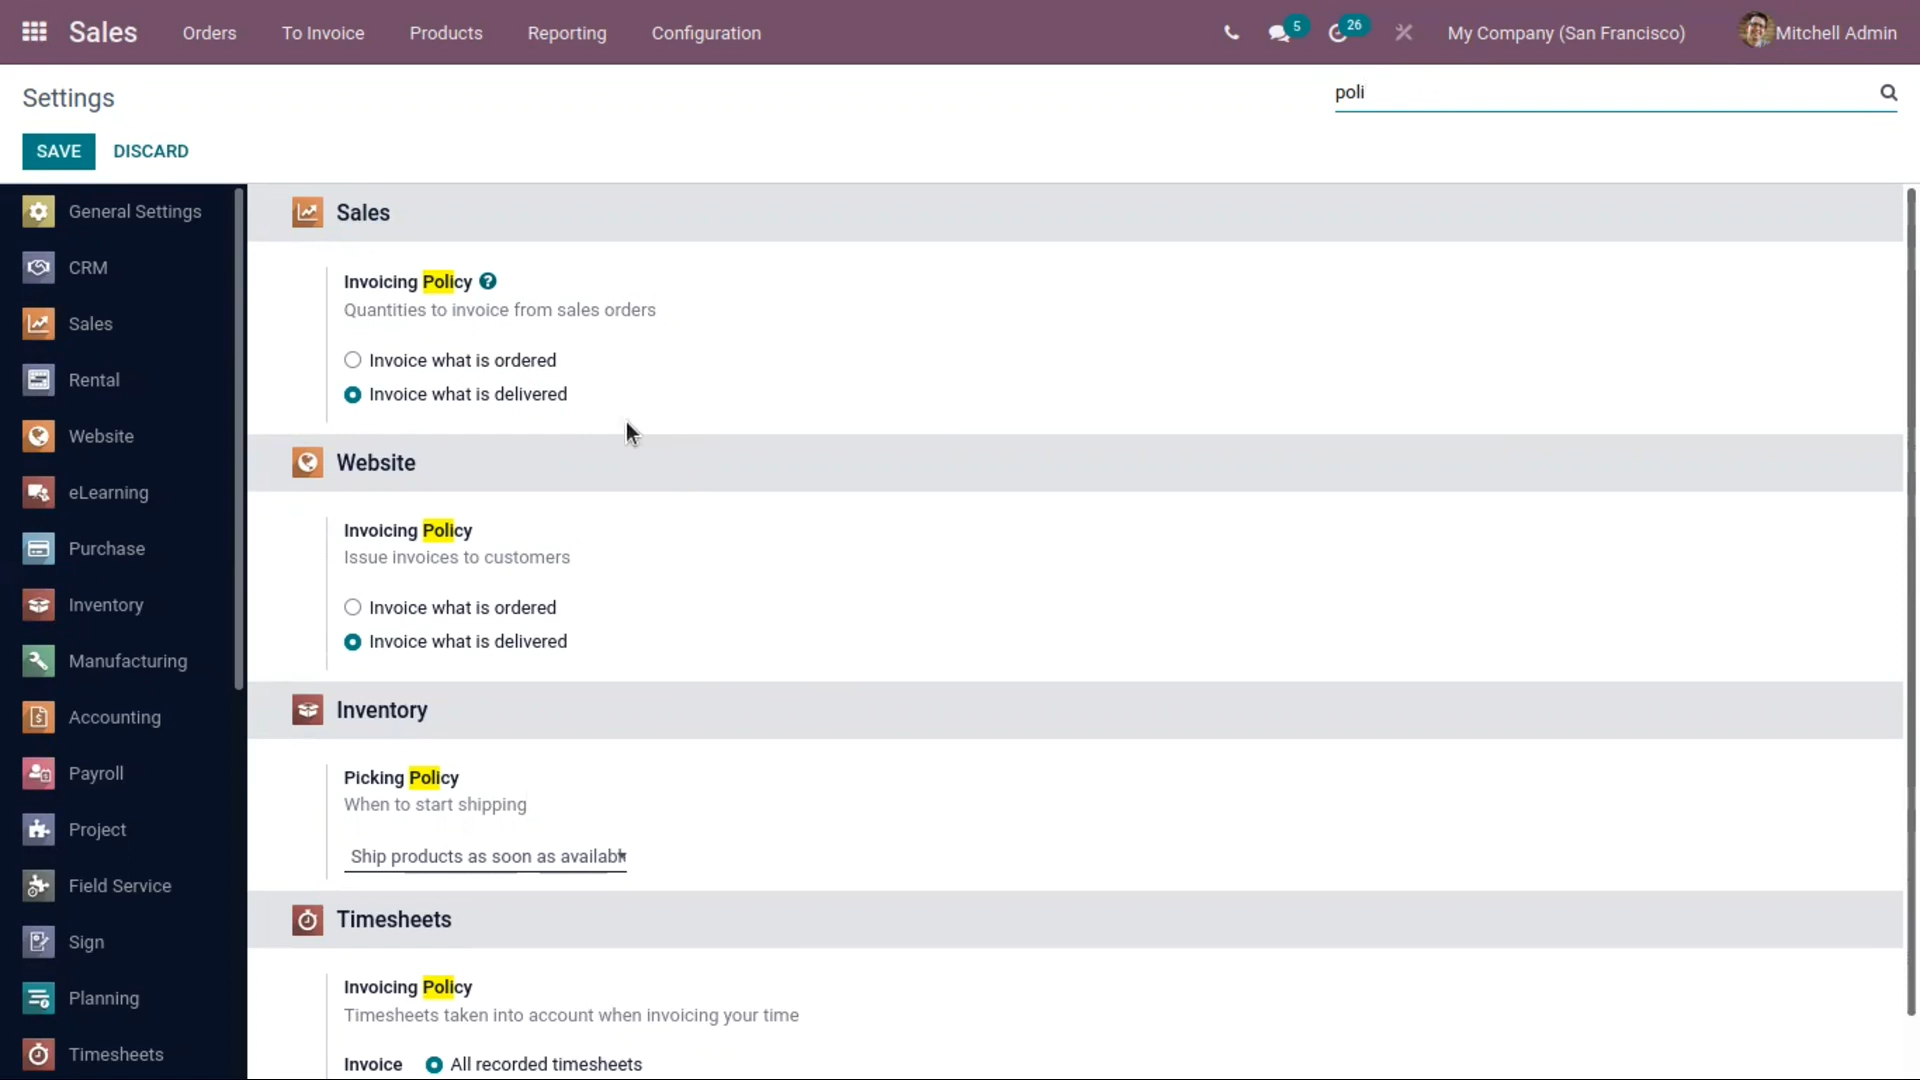 Sales Orders To Invoice Products Reporting Configuration 5 26 My Company (San Francisco) Mitchell Admin
Settings
poli
SAVE DISCARD
General Settings
CRM
Sales
Rental
Website
eLearning
Purchase
Inventory
Manufacturing
Accounting
Payroll
Project
Field Service
Sign
Planning
Timesheets
Sales
Invoicing Policy ?
Quantities to invoice from sales orders
Invoice what is ordered
Invoice what is delivered
Website
Invoicing Policy
Issue invoices to customers
Invoice what is ordered
Invoice what is delivered
Inventory
Picking Policy
When to start shipping
Ship products as soon as availabl
Timesheets
Invoicing Policy
Timesheets taken into account when invoicing your time
Invoice All recorded timesheets